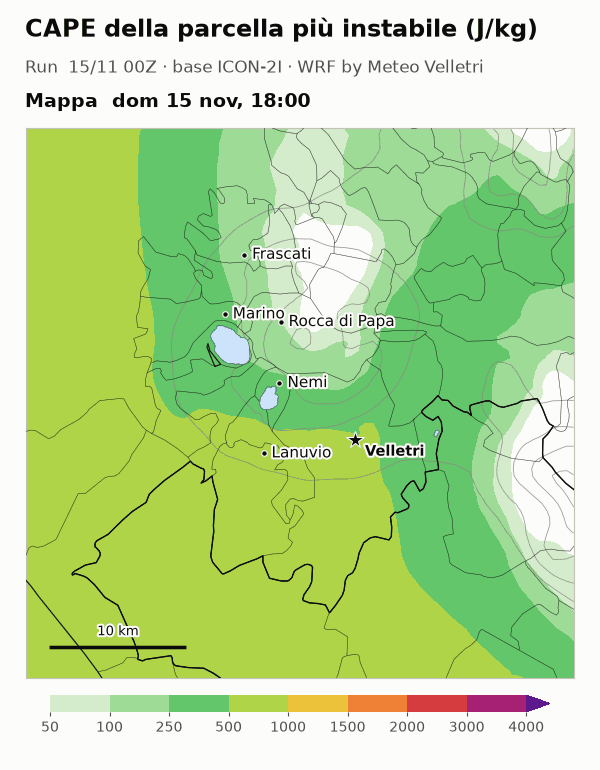 CAPE della parcella più instabile (J/kg)
Run  15/11 00Z · base ICON-2I · WRF by Meteo Velletri
Mappa  dom 15 nov, 18:00
Frascati
Marino
Rocca di Papa
Nemi
Velletri
Lanuvio
10 km
50 100 250 500 1000 1500 2000 3000 4000